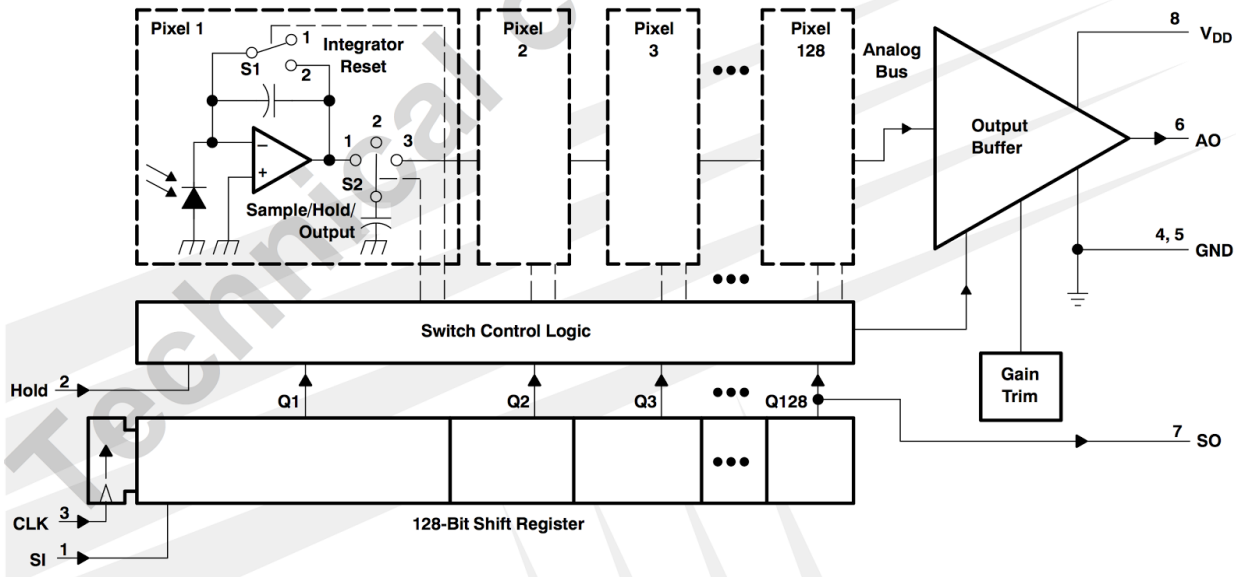 Pixel 1
1
Integrator
Reset
S1
2
Pixel
2
Pixel
3
Pixel
128
Analog
Bus
8
VDD
Output
Buffer
6
AO
−
+
1
2
3
S2
Sample/Hold/
Output
4, 5
GND
Switch Control Logic
Gain
Trim
Hold
2
Q1
Q2
Q3
Q128
7
SO
CLK
3
SI
1
128-Bit Shift Register
Technical c